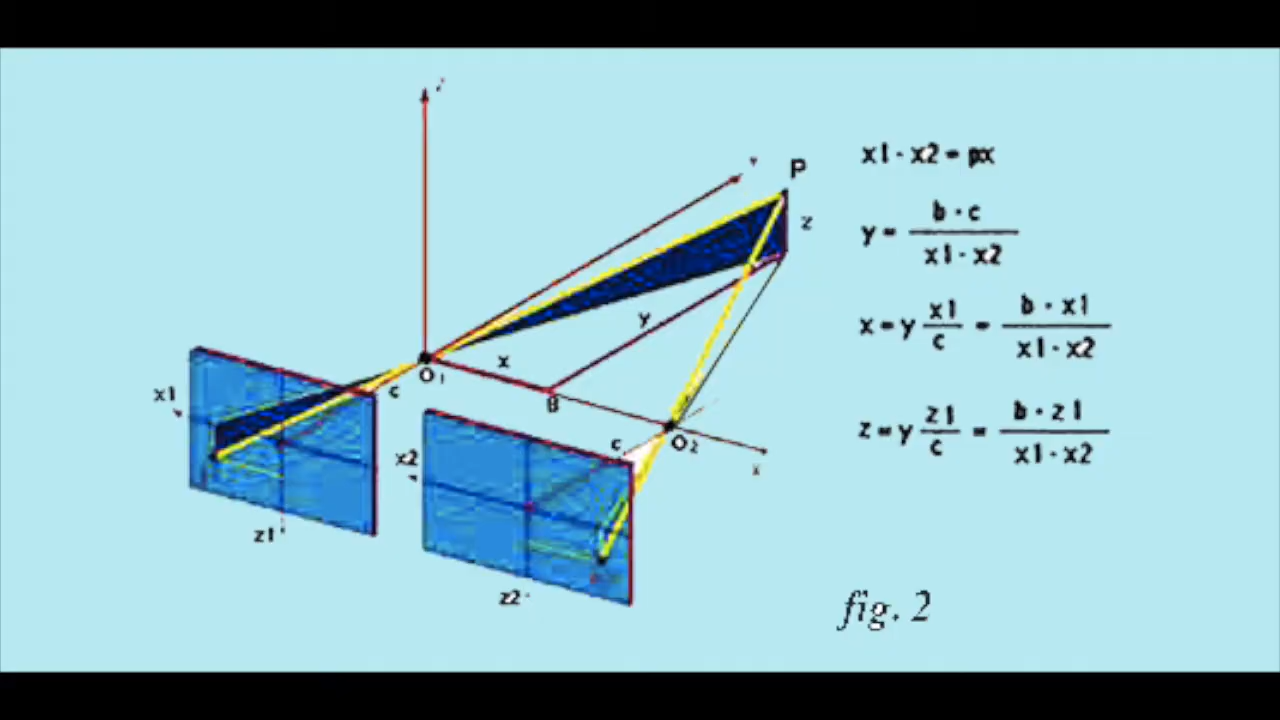 z
Y
P
z
y
x
O1
B
c
x1
z1
x2
c
O2
x
z2
x1 - x2 = px
y = b · c / x1 - x2
x = y x1 / c = b · x1 / x1 - x2
z = y z1 / c = b · z1 / x1 - x2
fig. 2